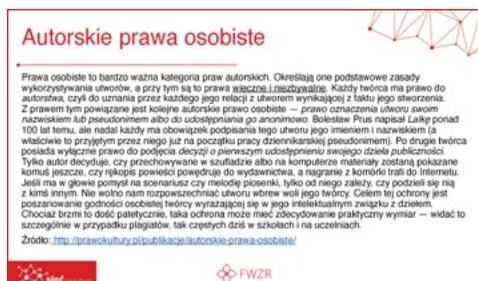 Autorskie prawa osobiste
Prawa osobiste to bardzo ważna kategoria praw autorskich. Określają one podstawowe zasady
wykorzystywania utworów, a przy tym są to prawa wieczne i niezbywalne. Każdy twórca ma prawo do
autorstwa, czyli do uznania przez każdego jego relacji z utworem wynikającej z faktu jego stworzenia.
Z prawem tym powiązane jest kolejne autorskie prawo osobiste — prawo oznaczenia utworu swoim
nazwiskiem lub pseudonimem albo do udostępniania go anonimowo. Bolesław Prus napisał Lalkę ponad
100 lat temu, ale nadal każdy ma obowiązek podpisania tego utworu jego imieniem i nazwiskiem (a
właściwie to przyjętym przez niego już na początku pracy dziennikarskiej pseudonimem). Po drugie twórca
posiada wyłączne prawo do podjęcia decyzji o pierwszym udostępnieniu swojego dzieła publiczności.
Tylko autor decyduje, czy przechowywane w szufladzie albo na komputerze materiały zostaną pokazane
komuś jeszcze, czy rękopis powieści powędruje do wydawnictwa, a nagranie z komórki trafi do Internetu.
Jeśli ma w głowie pomysł na scenariusz czy melodię piosenki, tylko od niego zależy, czy podzieli się nią
z kimś innym. Nie wolno nam rozpowszechniać utworu wbrew woli jego twórcy. Celem tej ochrony jest
poszanowanie godności osobistej twórcy wyrażającej się w jego intelektualnym związku z dziełem.
Chociaż brzmi to dość patetycznie, taka ochrona może mieć zdecydowanie praktyczny wymiar — widać to
szczególnie w przypadku plagiatów, tak częstych dziś w szkołach i na uczelniach.
Źródło: http://prawokultury.pl/publikacje/autorskie-prawa-osobiste/
sieć
FWZR